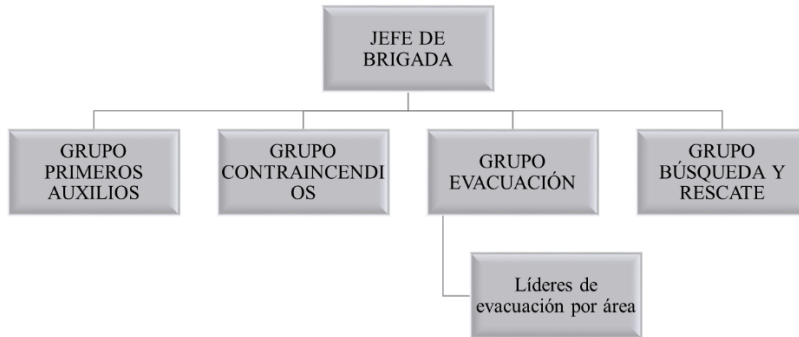 JEFE DE
BRIGADA
GRUPO
PRIMEROS
AUXILIOS
GRUPO
CONTRAINCENDI
OS
GRUPO
EVACUACIÓN
GRUPO
BÚSQUEDA Y
RESCATE
Líderes de
evacuación por área